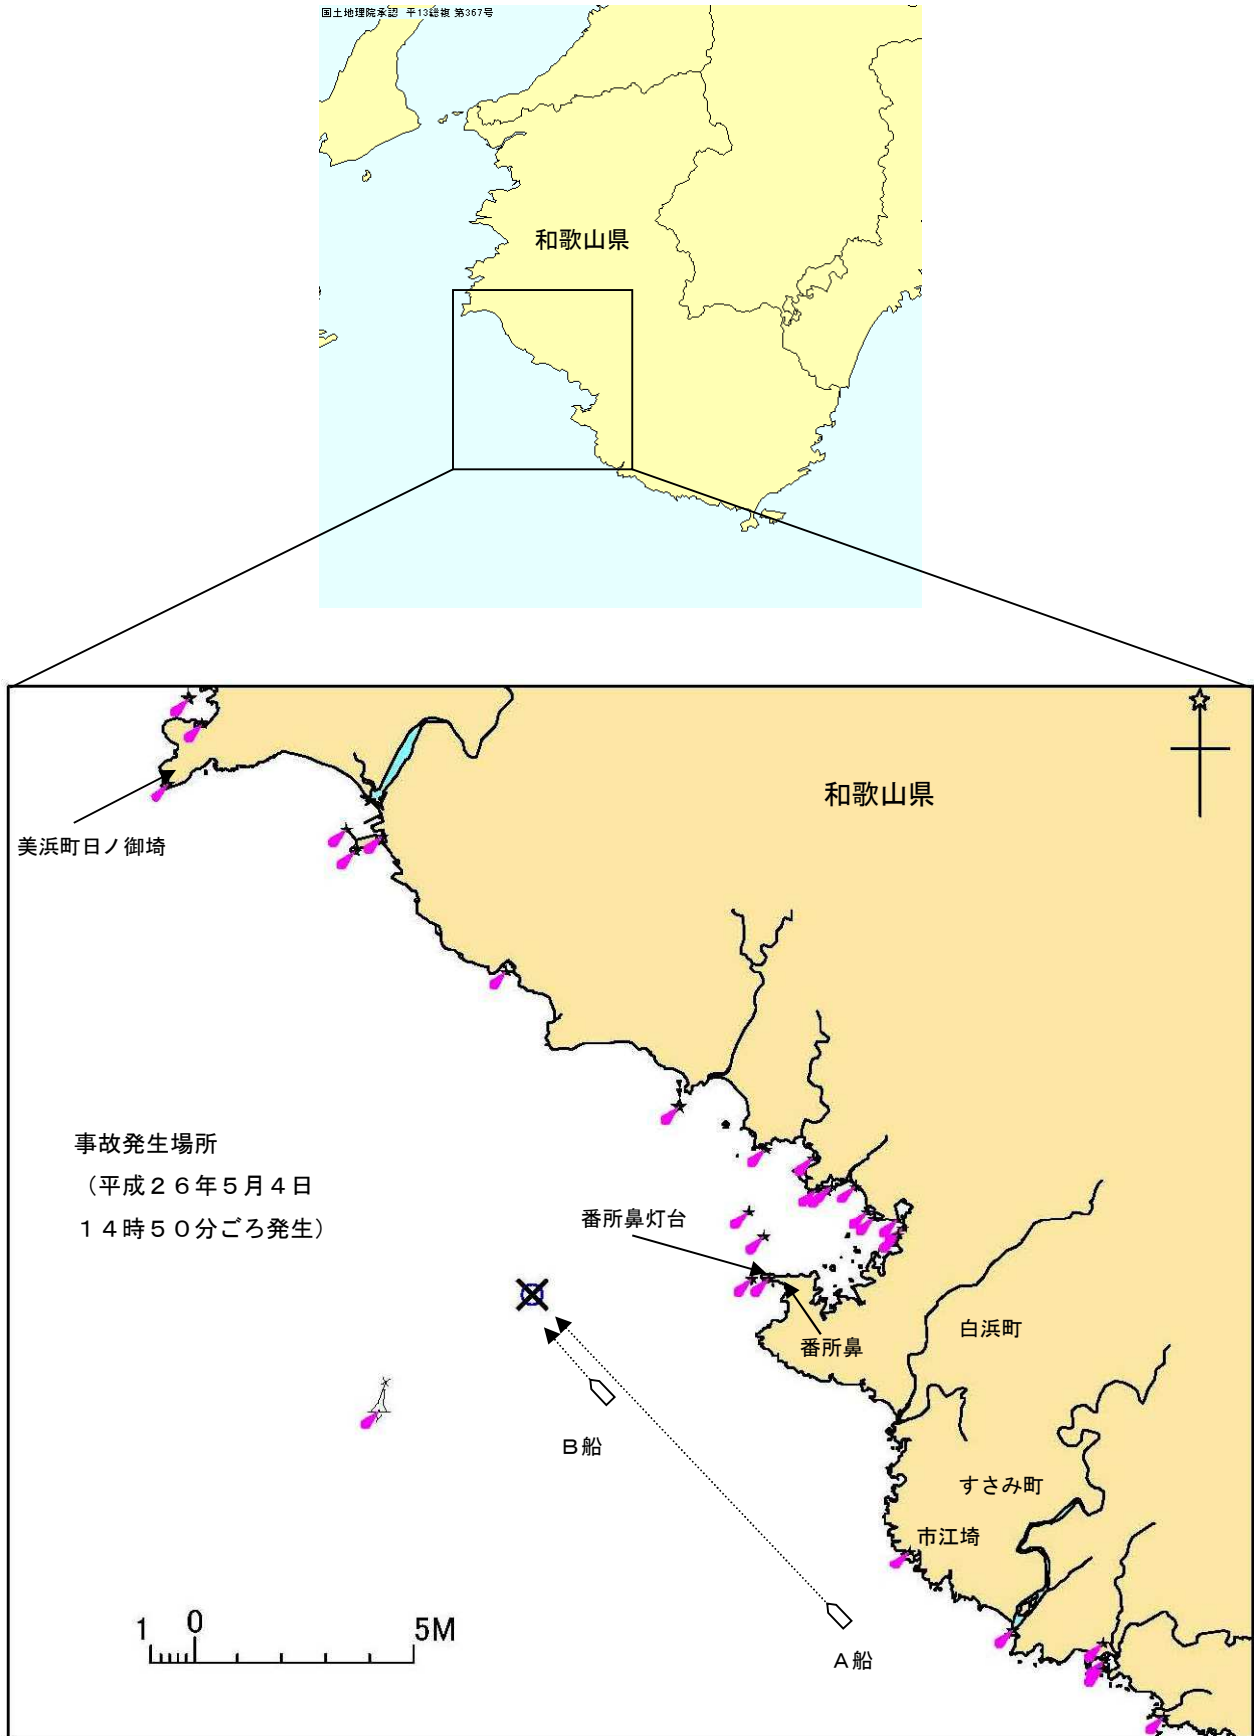 国土地理院承認 平13総複 第367号
和歌山県
和歌山県
美浜町日ノ御埼
事故発生場所
（平成２６年５月４日
１４時５０分ごろ発生）
番所鼻灯台
番所鼻
白浜町
Ｂ船
すさみ町
市江埼
1 0 5M
Ａ船